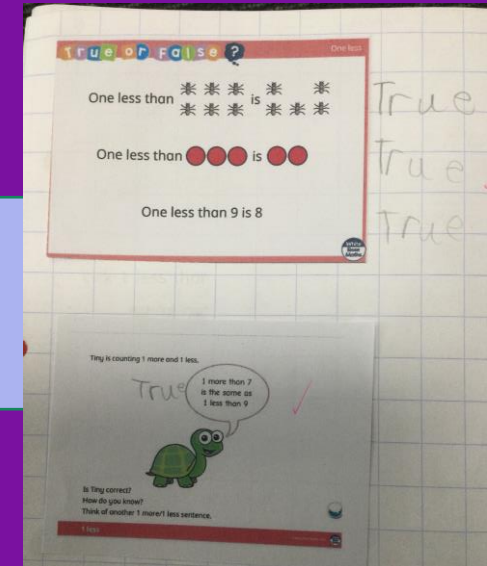 True or False?
One less
One less than is
True
One less than is
True
One less than 9 is 8
True
White
Rose
Maths
Tiny is counting 1 more and 1 less.
True
1 more than 7
is the same as
1 less than 9
Is Tiny correct?
How do you know?
Think of another 1 more/1 less sentence.
1 less